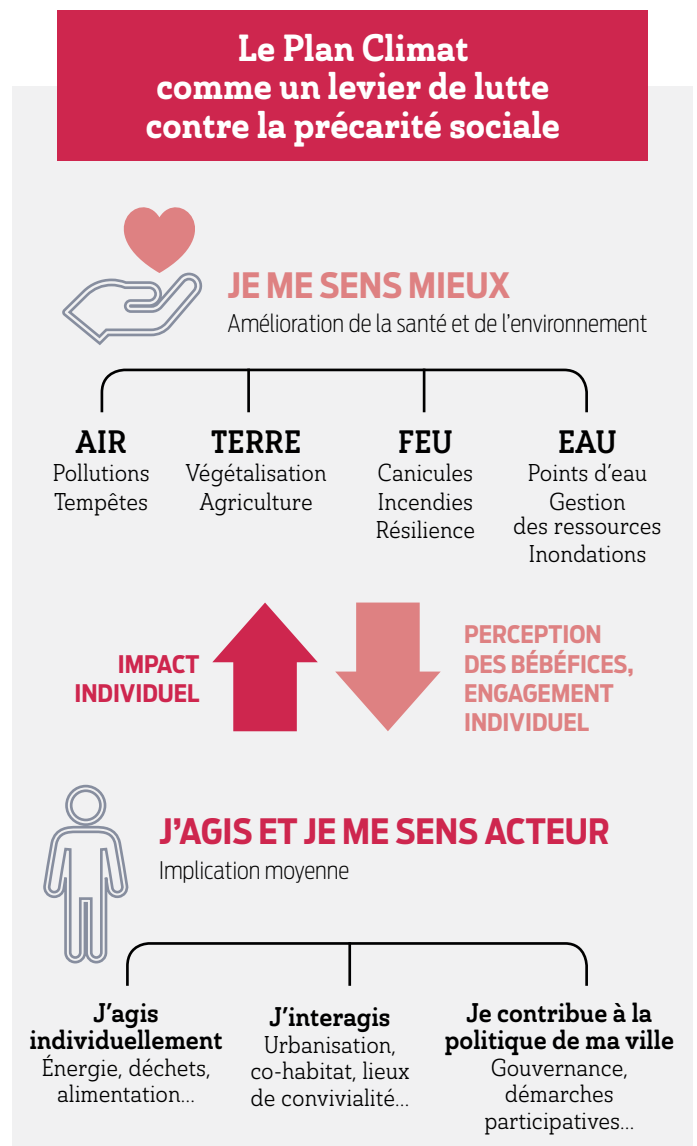 Le Plan Climat
comme un levier de lutte
contre la précarité sociale
JE ME SENS MIEUX
Amélioration de la santé et de l'environnement
AIR
Pollutions
Tempêtes
TERRE
Végétalisation
Agriculture
FEU
Canicules
Incendies
Résilience
EAU
Points d'eau
Gestion
des ressources
Inondations
IMPACT
INDIVIDUEL
PERCEPTION
DES BÉBÉFICES,
ENGAGEMENT
INDIVIDUEL
J'AGIS ET JE ME SENS ACTEUR
Implication moyenne
J'agis
individuellement
Énergie, déchets,
alimentation...
J'interagis
Urbanisation,
co-habitat, lieux
de convivialité...
Je contribue à la
politique de ma ville
Gouvernance,
démarches
participatives...